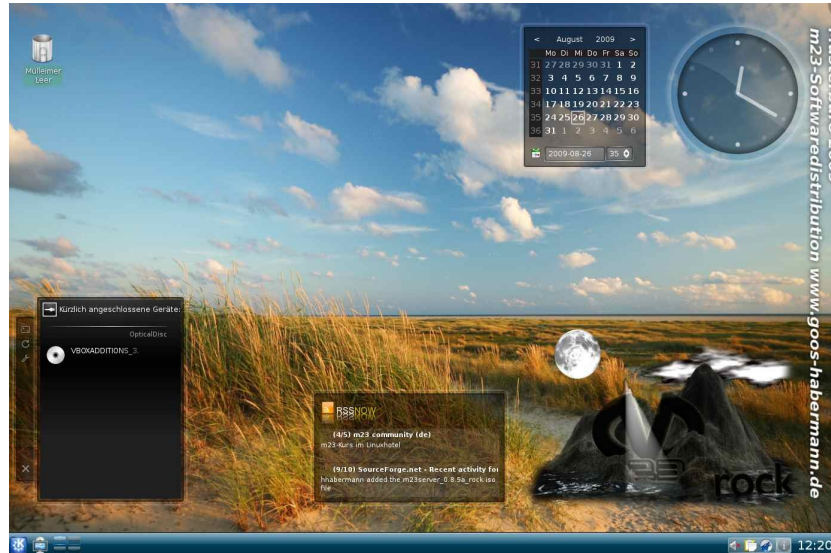 Mülleimer
Leer
< August 2009 >
Mo Di Mi Do Fr Sa So
31 27 28 29 30 31 1 2
32 3 4 5 6 7 8 9
33 10 11 12 13 14 15 16
34 17 18 19 20 21 22 23
35 24 25 26 27 28 29 30
36 31 1 2 3 4 5 6
2009-08-26 35
m23-Softwaredistribution www.goos-habermann.de
Kürzlich angeschlossene Geräte:
OpticalDisc
VBOXADDITIONS_3.
RSSNOW
(4/5) m23 community (de)
m23-Kurs im Linuxhotel
(9/10) SourceForge.net - Recent activity for
hhabermann added the m23server_0.8.5a_rock.iso
file
m23
rock
12:20